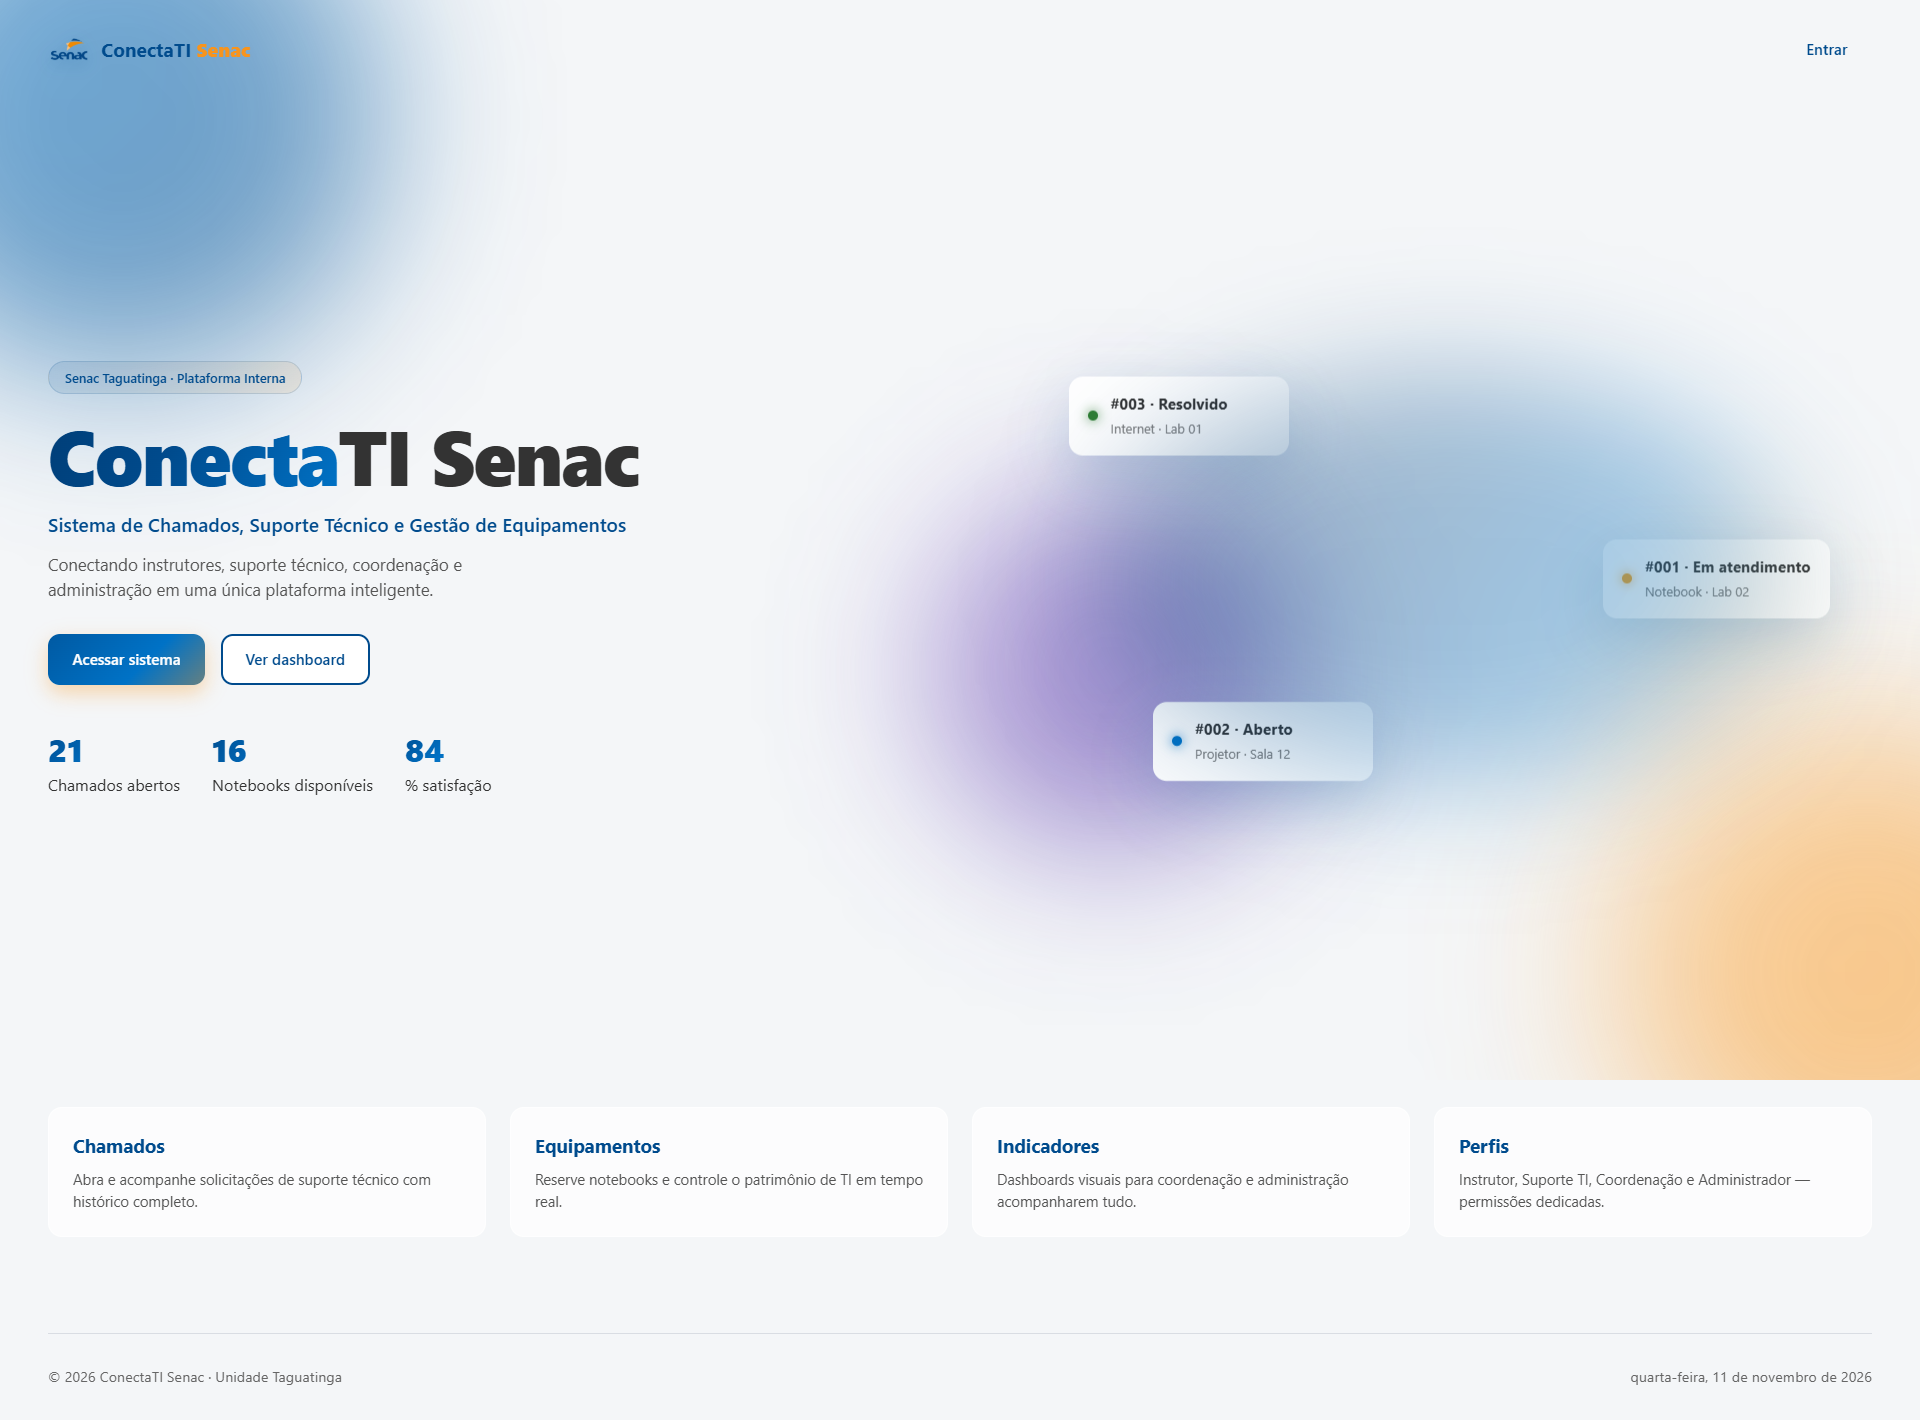 Senac ConectaTI Senac
Entrar
Senac Taguatinga · Plataforma Interna
ConectaTI Senac
Sistema de Chamados, Suporte Técnico e Gestão de Equipamentos
Conectando instrutores, suporte técnico, coordenação e
administração em uma única plataforma inteligente.
Acessar sistema
Ver dashboard
21
Chamados abertos
16
Notebooks disponíveis
84
% satisfação
#003 · Resolvido
Internet · Lab 01
#001 · Em atendimento
Notebook · Lab 02
#002 · Aberto
Projetor · Sala 12
Chamados
Abra e acompanhe solicitações de suporte técnico com
histórico completo.
Equipamentos
Reserve notebooks e controle o patrimônio de TI em tempo
real.
Indicadores
Dashboards visuais para coordenação e administração
acompanharem tudo.
Perfis
Instrutor, Suporte TI, Coordenação e Administrador —
permissões dedicadas.
© 2026 ConectaTI Senac · Unidade Taguatinga
quarta-feira, 11 de novembro de 2026